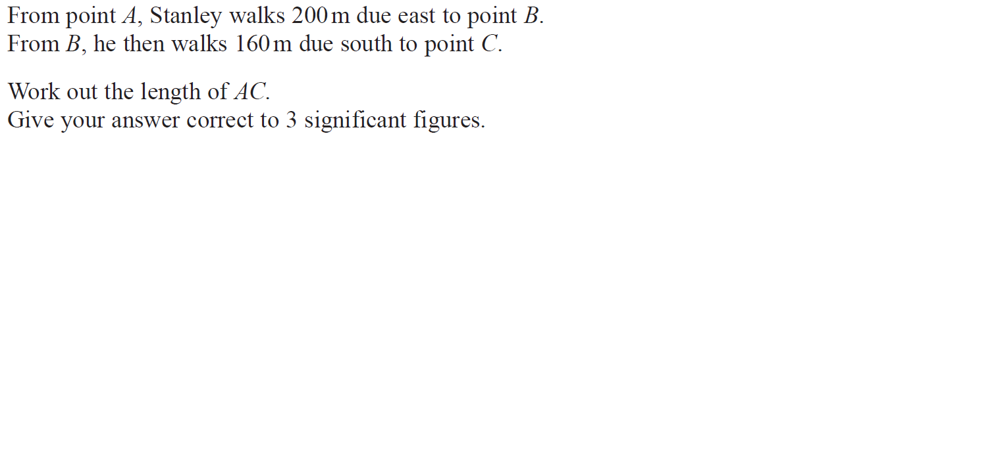 From point A, Stanley walks 200 m due east to point B.
From B, he then walks 160 m due south to point C.
Work out the length of AC.
Give your answer correct to 3 significant figures.